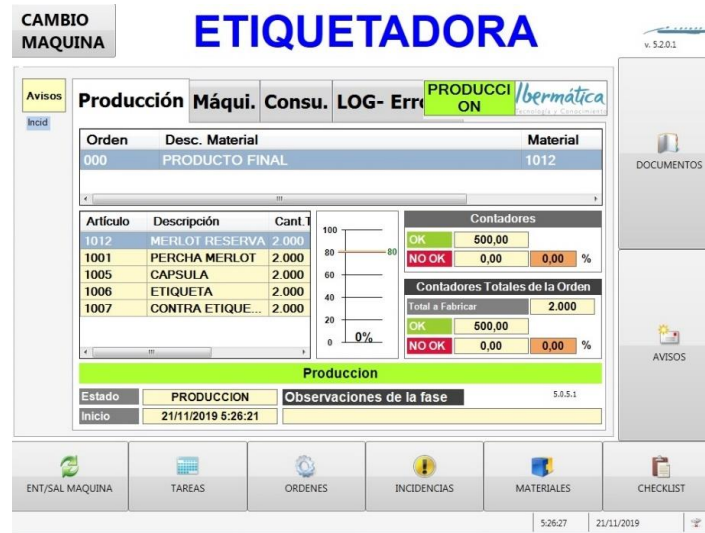 CAMBIO
MAQUINA
ETIQUETADORA
v. 5.2.0.1
Avisos
Incid
Producción Máqui. Consu. LOG- Erro
PRODUCCI
ON
Ibermática
Orden Desc. Material Material
000 PRODUCTO FINAL 1012
DOCUMENTOS
Artículo Descripción Cant.T
1012 MERLOT RESERVA 2.000
1001 PERCHA MERLOT 2.000
1005 CAPSULA 2.000
1006 ETIQUETA 2.000
1007 CONTRA ETIQUE... 2.000
100
80 80
60
40
20
0 0%
Contadores
OK 500,00
NO OK 0,00 0,00 %
Contadores Totales de la Orden
Total a Fabricar 2.000
OK 500,00
NO OK 0,00 0,00 %
AVISOS
Produccion
Estado PRODUCCION Observaciones de la fase 5.0.5.1
Inicio 21/11/2019 5:26:21
ENT/SAL MAQUINA TAREAS ORDENES INCIDENCIAS MATERIALES CHECKLIST
5:26:27 21/11/2019